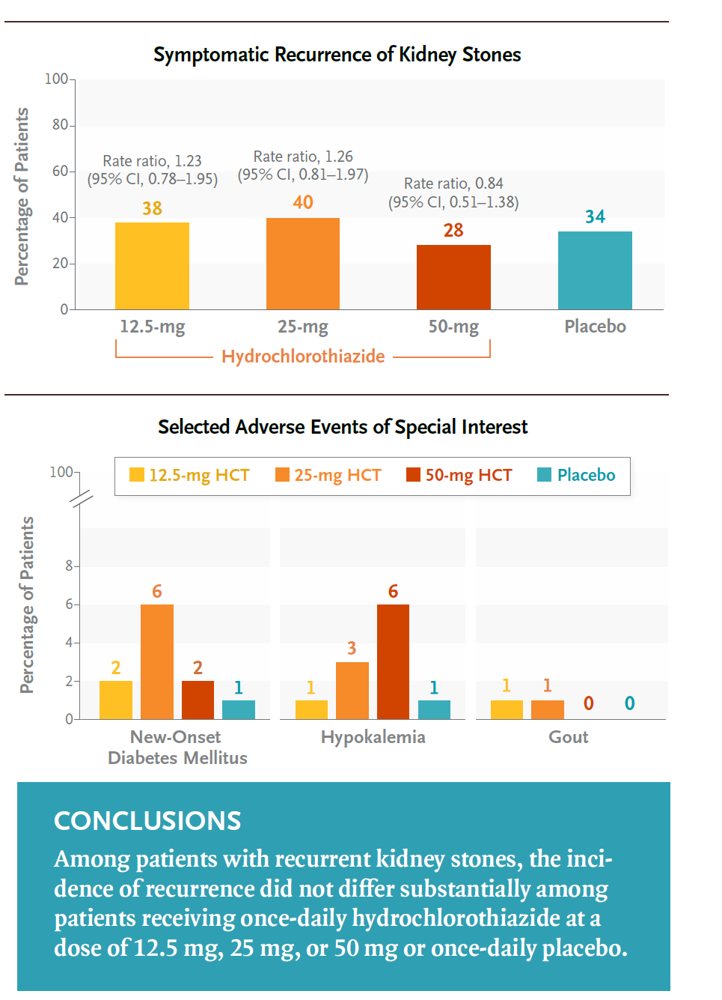 Symptomatic Recurrence of Kidney Stones
Percentage of Patients
100
80
60
40
20
0
Rate ratio, 1.23
(95% CI, 0.78–1.95)
38
Rate ratio, 1.26
(95% CI, 0.81–1.97)
40
Rate ratio, 0.84
(95% CI, 0.51–1.38)
28
34
12.5-mg 25-mg 50-mg Placebo
Hydrochlorothiazide
Selected Adverse Events of Special Interest
12.5-mg HCT 25-mg HCT 50-mg HCT Placebo
Percentage of Patients
100
8
6
4
2
0
2 6 2 1
1 3 6 1
1 1 0 0
New-Onset
Diabetes Mellitus
Hypokalemia
Gout
CONCLUSIONS
Among patients with recurrent kidney stones, the inci-
dence of recurrence did not differ substantially among
patients receiving once-daily hydrochlorothiazide at a
dose of 12.5 mg, 25 mg, or 50 mg or once-daily placebo.